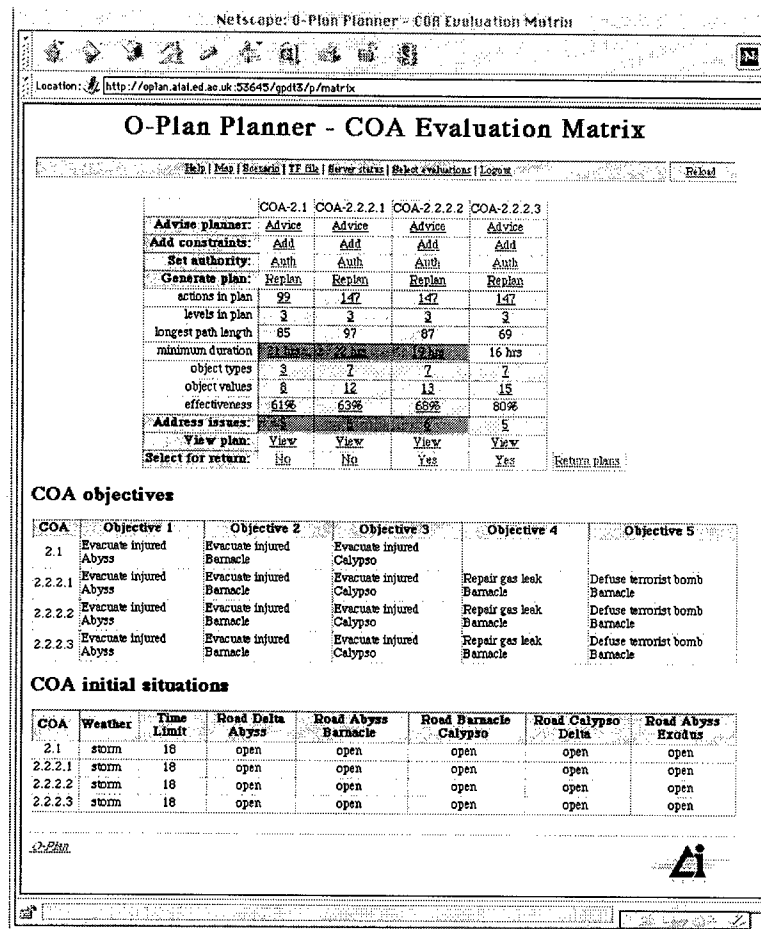 Netscape: O-Plan Planner - COA Evaluation Matrix
Location: http://oplan.aiai.ed.ac.uk:53645/gpdt3/p/matrix
O-Plan Planner - COA Evaluation Matrix
Help | Map | Scenario | TF file | Server status | Select evaluations | Logout Reload
COA-2.1 COA-2.2.2.1 COA-2.2.2.2 COA-2.2.2.3
Advise planner: Advice Advice Advice Advice
Add constraints: Add Add Add Add
Set authority: Auth Auth Auth Auth
Generate plan: Replan Replan Replan Replan
actions in plan 99 147 147 147
levels in plan 3 3 3 3
longest path length 85 97 87 69
minimum duration 21 hrs 22 hrs 19 hrs 16 hrs
object types 3 7 7 7
object values 8 12 13 15
effectiveness 61% 63% 68% 80%
Address issues: 5
View plan: View View View View
Select for return: No No Yes Yes Return plans
COA objectives
COA Objective 1 Objective 2 Objective 3 Objective 4 Objective 5
2.1 Evacuate injured Abyss Evacuate injured Barnacle Evacuate injured Calypso
2.2.2.1 Evacuate injured Abyss Evacuate injured Barnacle Evacuate injured Calypso Repair gas leak Barnacle Defuse terrorist bomb Barnacle
2.2.2.2 Evacuate injured Abyss Evacuate injured Barnacle Evacuate injured Calypso Repair gas leak Barnacle Defuse terrorist bomb Barnacle
2.2.2.3 Evacuate injured Abyss Evacuate injured Barnacle Evacuate injured Calypso Repair gas leak Barnacle Defuse terrorist bomb Barnacle
COA initial situations
COA Weather Time Limit Road Delta Abyss Road Abyss Barnacle Road Barnacle Calypso Road Calypso Delta Road Abyss Exodus
2.1 storm 18 open open open open open
2.2.2.1 storm 18 open open open open open
2.2.2.2 storm 18 open open open open open
2.2.2.3 storm 18 open open open open open
O-Plan
Ai